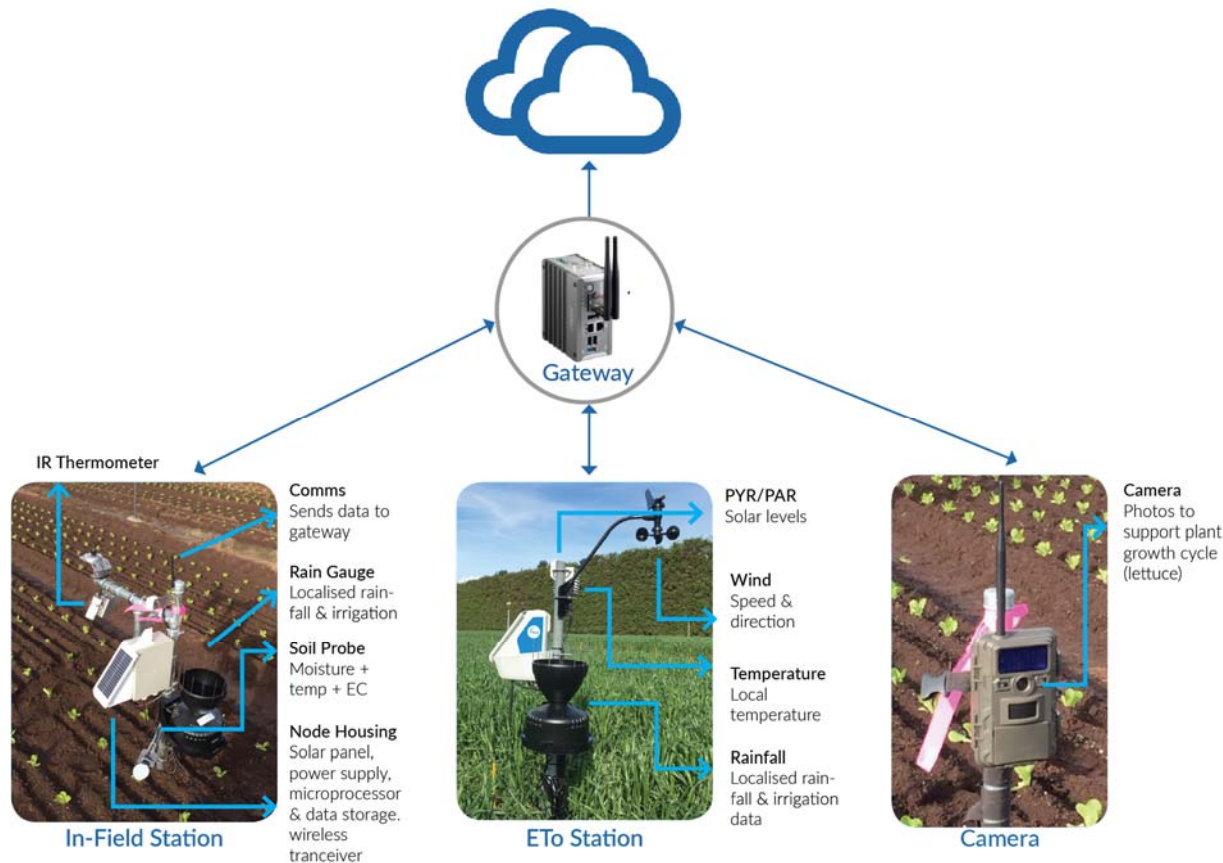 Gateway
IR Thermometer
Comms
Sends data to
gateway
Rain Gauge
Localised rain-
fall & irrigation
Soil Probe
Moisture +
temp + EC
Node Housing
Solar panel,
power supply,
microprocessor
& data storage.
wireless
tranceiver
In-Field Station
PYR/PAR
Solar levels
Wind
Speed &
direction
Temperature
Local
temperature
Rainfall
Localised rain-
fall & irrigation
data
ETo Station
Camera
Photos to
support plant
growth cycle
(lettuce)
Camera